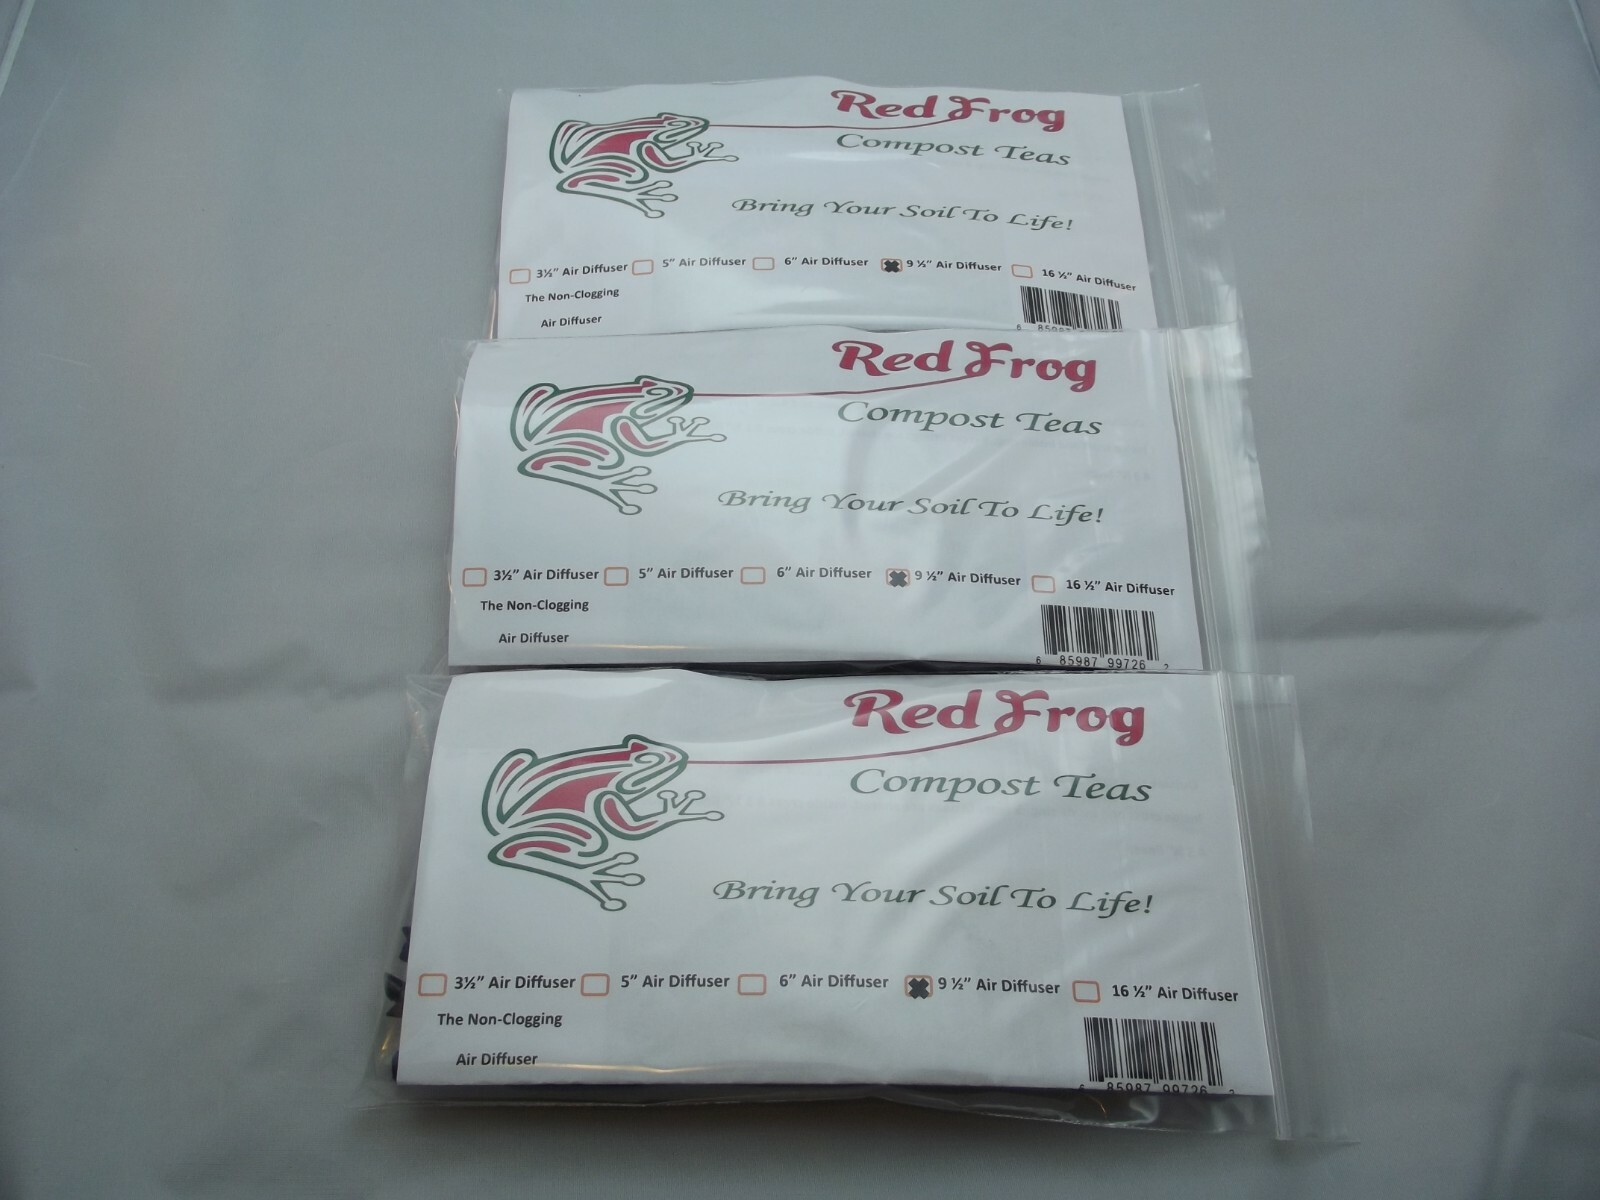 Red Frog
Compost Teas
Bring Your Soil To Life!
3½” Air Diffuser 5” Air Diffuser 6” Air Diffuser 9 ½” Air Diffuser 16 ½” Air Diffuser
The Non-Clogging
Air Diffuser
Red Frog
Compost Teas
Bring Your Soil To Life!
3½” Air Diffuser 5” Air Diffuser 6” Air Diffuser 9 ½” Air Diffuser 16 ½” Air Diffuser
The Non-Clogging
Air Diffuser
6 85987 99726 2
Red Frog
Compost Teas
Bring Your Soil To Life!
3½” Air Diffuser 5” Air Diffuser 6” Air Diffuser 9 ½” Air Diffuser 16 ½” Air Diffuser
The Non-Clogging
Air Diffuser
6 85987 99726 2